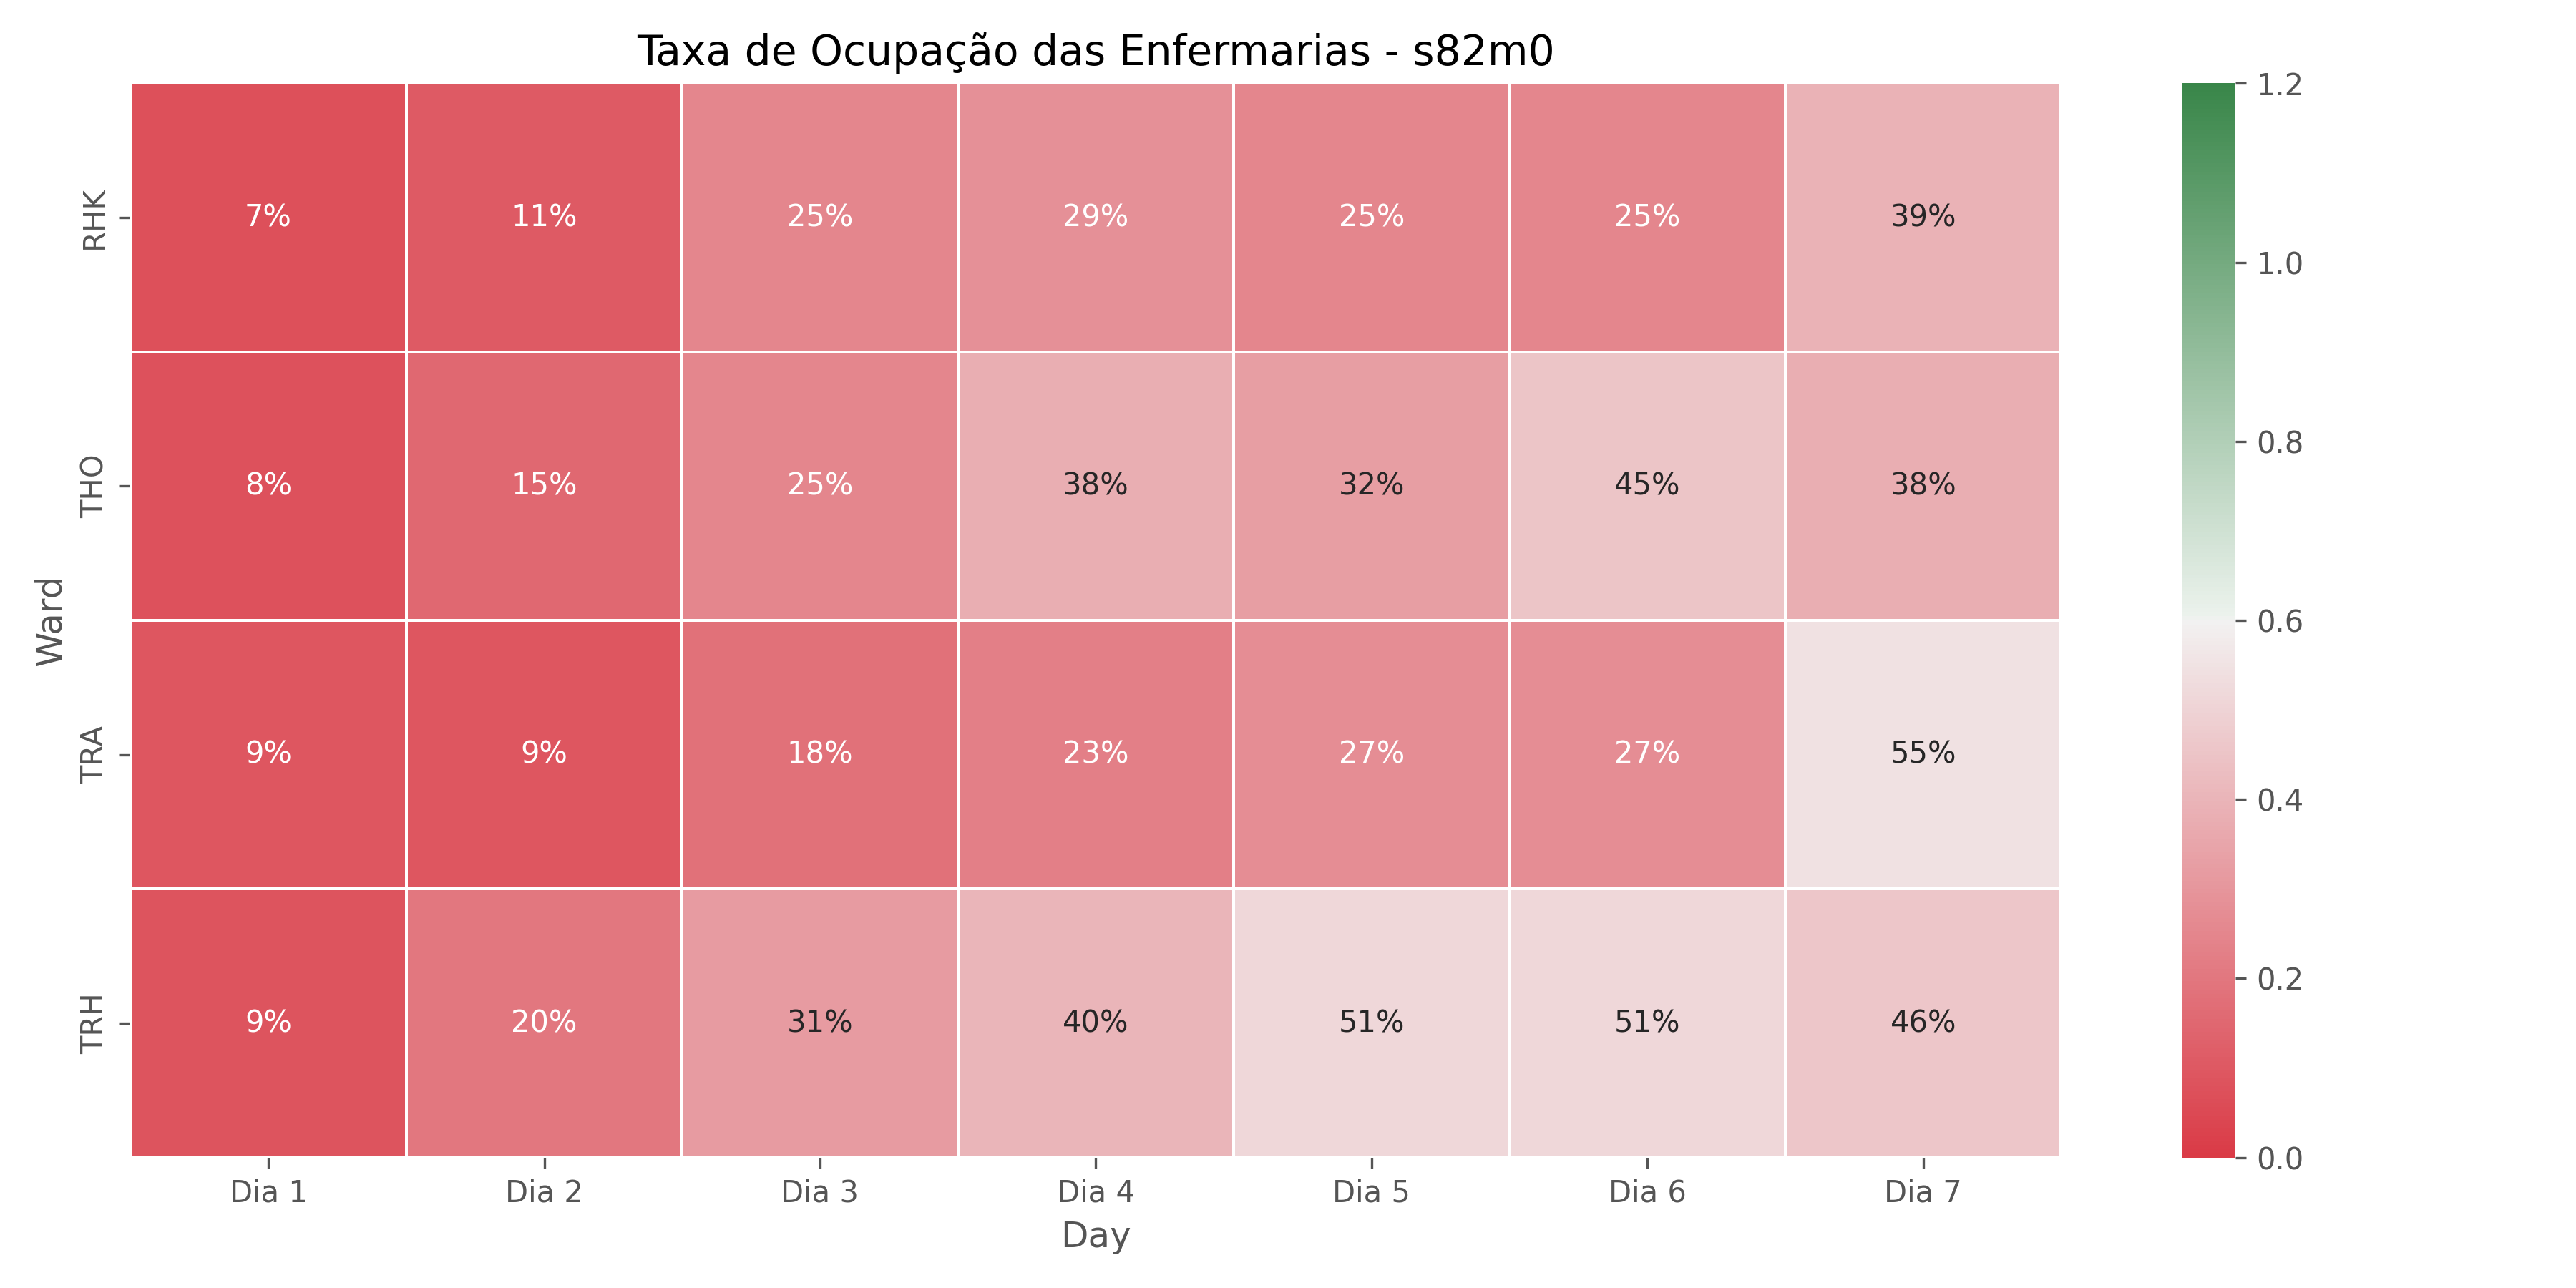 Taxa de Ocupação das Enfermarias - s82m0
Ward
RHK 7% 11% 25% 29% 25% 25% 39%
THO 8% 15% 25% 38% 32% 45% 38%
TRA 9% 9% 18% 23% 27% 27% 55%
TRH 9% 20% 31% 40% 51% 51% 46%
Dia 1 Dia 2 Dia 3 Dia 4 Dia 5 Dia 6 Dia 7
Day
1.2
1.0
0.8
0.6
0.4
0.2
0.0